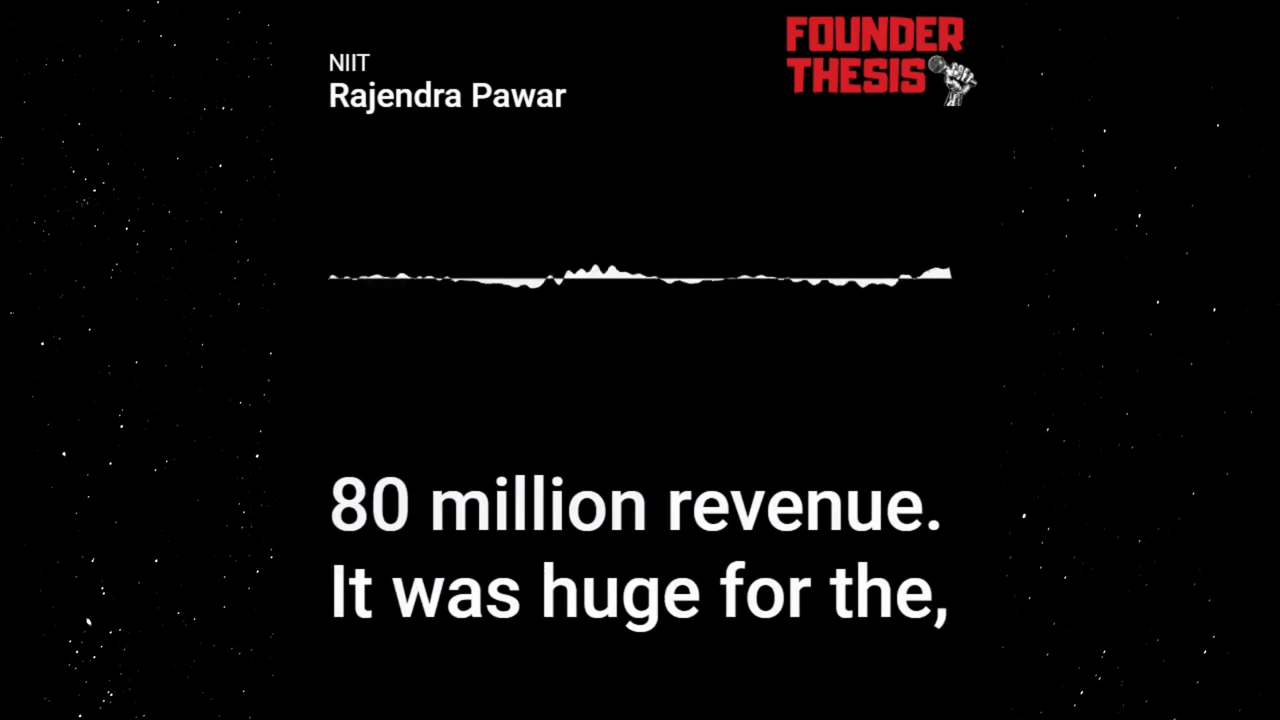 NIIT
Rajendra Pawar
FOUNDER
THESIS
80 million revenue.
It was huge for the,